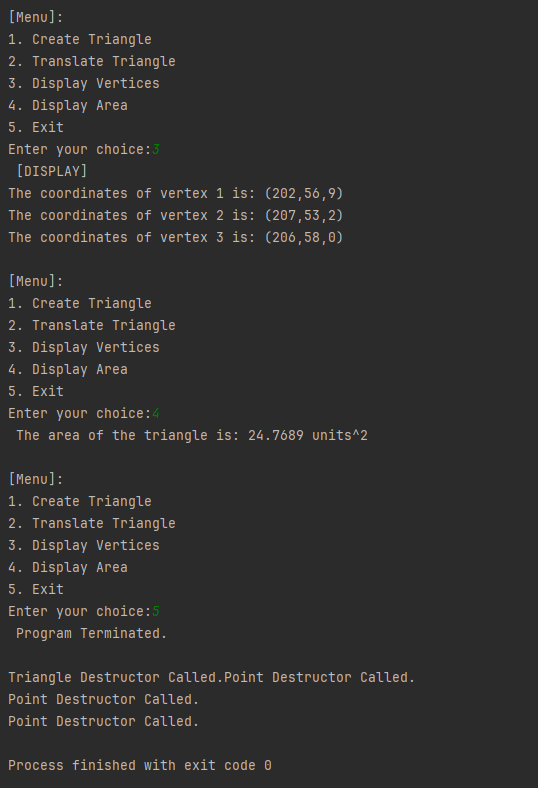 [Menu]:
1. Create Triangle
2. Translate Triangle
3. Display Vertices
4. Display Area
5. Exit
Enter your choice:3
[DISPLAY]
The coordinates of vertex 1 is: (202,56,9)
The coordinates of vertex 2 is: (207,53,2)
The coordinates of vertex 3 is: (206,58,0)
[Menu]:
1. Create Triangle
2. Translate Triangle
3. Display Vertices
4. Display Area
5. Exit
Enter your choice:4
The area of the triangle is: 24.7689 units^2
[Menu]:
1. Create Triangle
2. Translate Triangle
3. Display Vertices
4. Display Area
5. Exit
Enter your choice:5
Program Terminated.
Triangle Destructor Called.Point Destructor Called.
Point Destructor Called.
Point Destructor Called.
Process finished with exit code 0